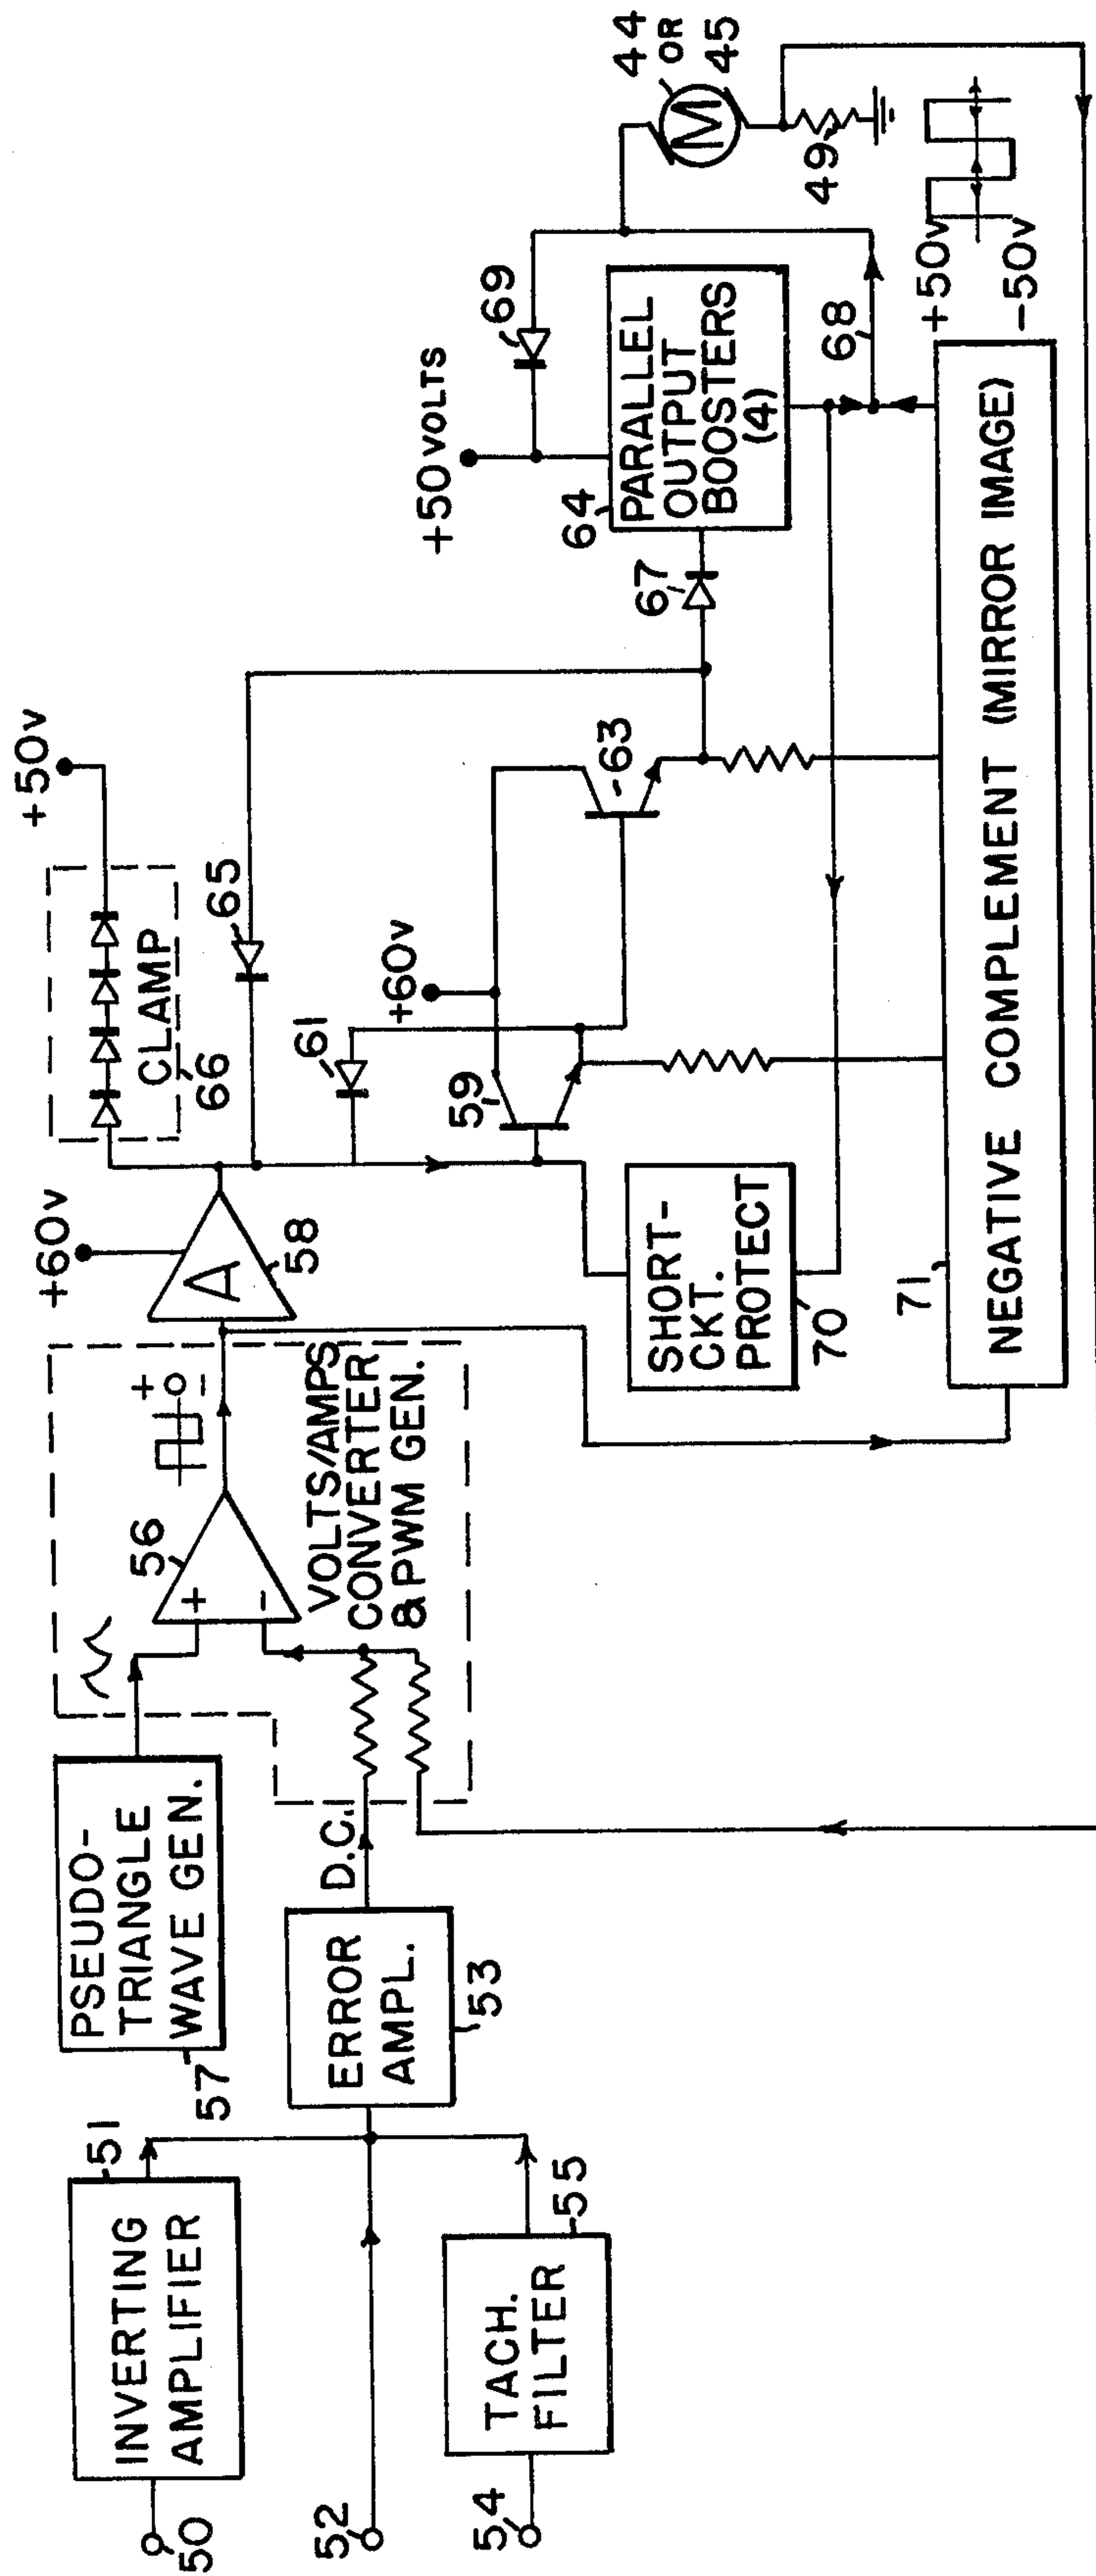 50
INVERTING
AMPLIFIER
51
52
54
TACH.
FILTER
55
PSEUDO-
TRIANGLE
WAVE GEN.
57
ERROR
AMPL.
53
D.C.
56
+
-
+
O
-
VOLTS/AMPS
CONVERTER
& PWM GEN.
+60v
A
58
CLAMP
66
+50v
65
61
+60v
59
63
SHORT-
CKT.
PROTECT
70
71
NEGATIVE COMPLEMENT (MIRROR IMAGE)
67
64
PARALLEL
OUTPUT
BOOSTERS
(4)
+50 VOLTS
69
68
44
OR
45
M
49
+50v
-50v